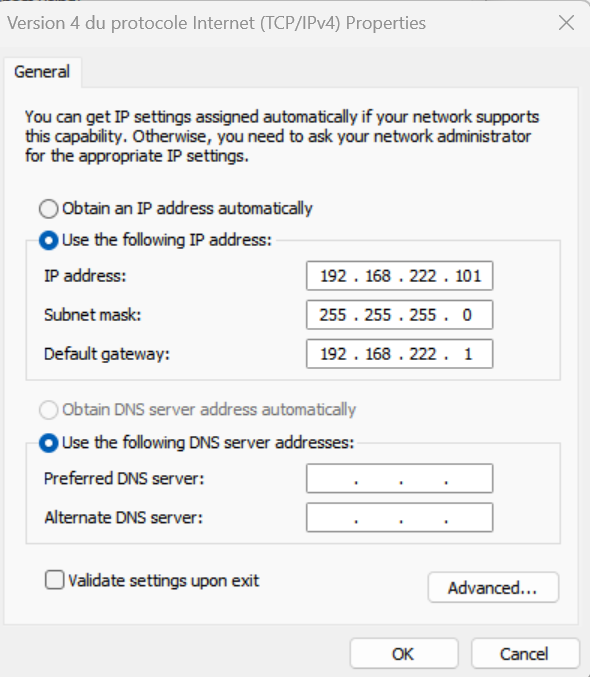 Version 4 du protocole Internet (TCP/IPv4) Properties
General
You can get IP settings assigned automatically if your network supports
this capability. Otherwise, you need to ask your network administrator
for the appropriate IP settings.
Obtain an IP address automatically
Use the following IP address:
IP address: 192 . 168 . 222 . 101
Subnet mask: 255 . 255 . 255 . 0
Default gateway: 192 . 168 . 222 . 1
Obtain DNS server address automatically
Use the following DNS server addresses:
Preferred DNS server: . . .
Alternate DNS server: . . .
Validate settings upon exit
Advanced...
OK Cancel